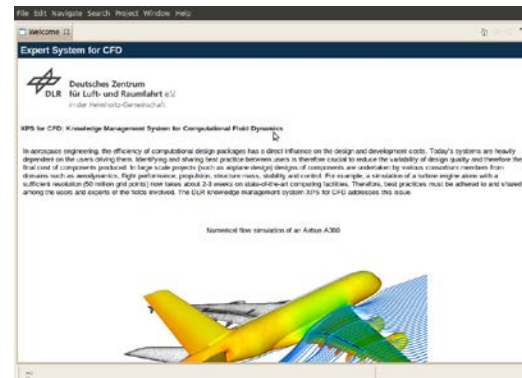 File Edit Navigate Search Project Window Help
Welcome
Expert System for CFD
DLR
Deutsches Zentrum
für Luft- und Raumfahrt e.V.
in der Helmholtz-Gemeinschaft
XPS for CFD: Knowledge Management System for Computational Fluid Dynamics
In aerospace engineering, the efficiency of computational design packages has a direct influence on the design and development costs. Today's systems are heavily
dependent on the users driving them. Identifying and sharing best practice between users is therefore crucial to reduce the variability of design quality and therefore the
final cost of components produced. In large scale projects (such as airplane design) designs of components are undertaken by various consortium members from
domains such as aerodynamics, flight performance, propulsion, structure mass, stability and control. For example, a simulation of a turbine engine alone with a
sufficient resolution (50 million grid points) now takes about 2-3 weeks on state-of-the-art computing facilities. Therefore, best practices must be adhered to and shared
among the users and experts of the fields involved. The DLR knowledge management system XPS for CFD addresses this issue.
Numerical flow simulation of an Airbus A380